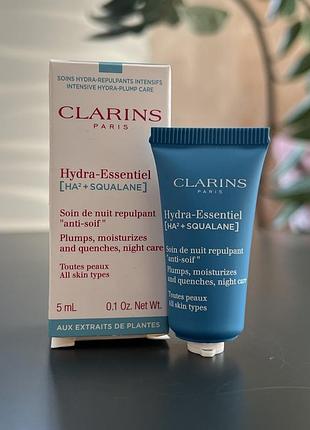 SOINS HYDRA-REPULPANTS INTENSIFS
INTENSIVE HYDRA-PLUMP CARE
CLARINS
PARIS
Hydra-Essentiel
[HA² + SQUALANE]
Soin de nuit repulpant
"anti-soif"
Plumps, moisturizes
and quenches, night care
Toutes peaux
All skin types
5 mL 0.1 Oz. Net Wt.
AUX EXTRAITS DE PLANTES
CLARINS
PARIS
Hydra-Essentiel
[HA² + SQUALANE]
Soin de nuit repulpant
"anti-soif"
Plumps, moisturizes
and quenches, night care
Toutes peaux
All skin types